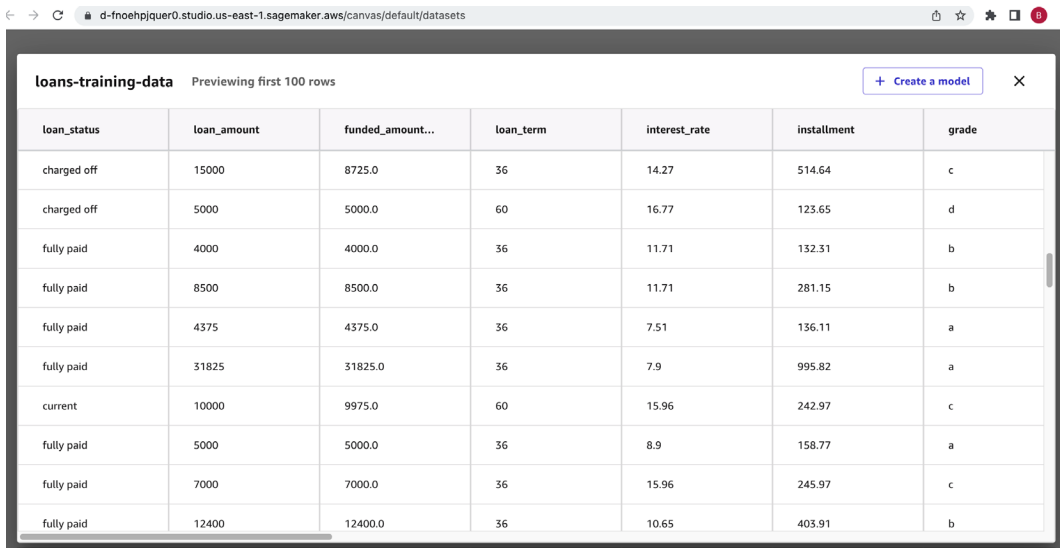 d-fnoehpjquer0.studio.us-east-1.sagemaker.aws/canvas/default/datasets
B
loans-training-data Previewing first 100 rows + Create a model
loan_status loan_amount funded_amount... loan_term interest_rate installment grade
charged off 15000 8725.0 36 14.27 514.64 c
charged off 5000 5000.0 60 16.77 123.65 d
fully paid 4000 4000.0 36 11.71 132.31 b
fully paid 8500 8500.0 36 11.71 281.15 b
fully paid 4375 4375.0 36 7.51 136.11 a
fully paid 31825 31825.0 36 7.9 995.82 a
current 10000 9975.0 60 15.96 242.97 c
fully paid 5000 5000.0 36 8.9 158.77 a
fully paid 7000 7000.0 36 15.96 245.97 c
fully paid 12400 12400.0 36 10.65 403.91 b